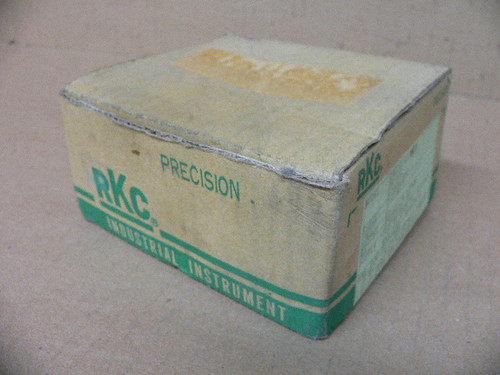 PRECISION
RKC®
INDUSTRIAL INSTRUMENT
RKC